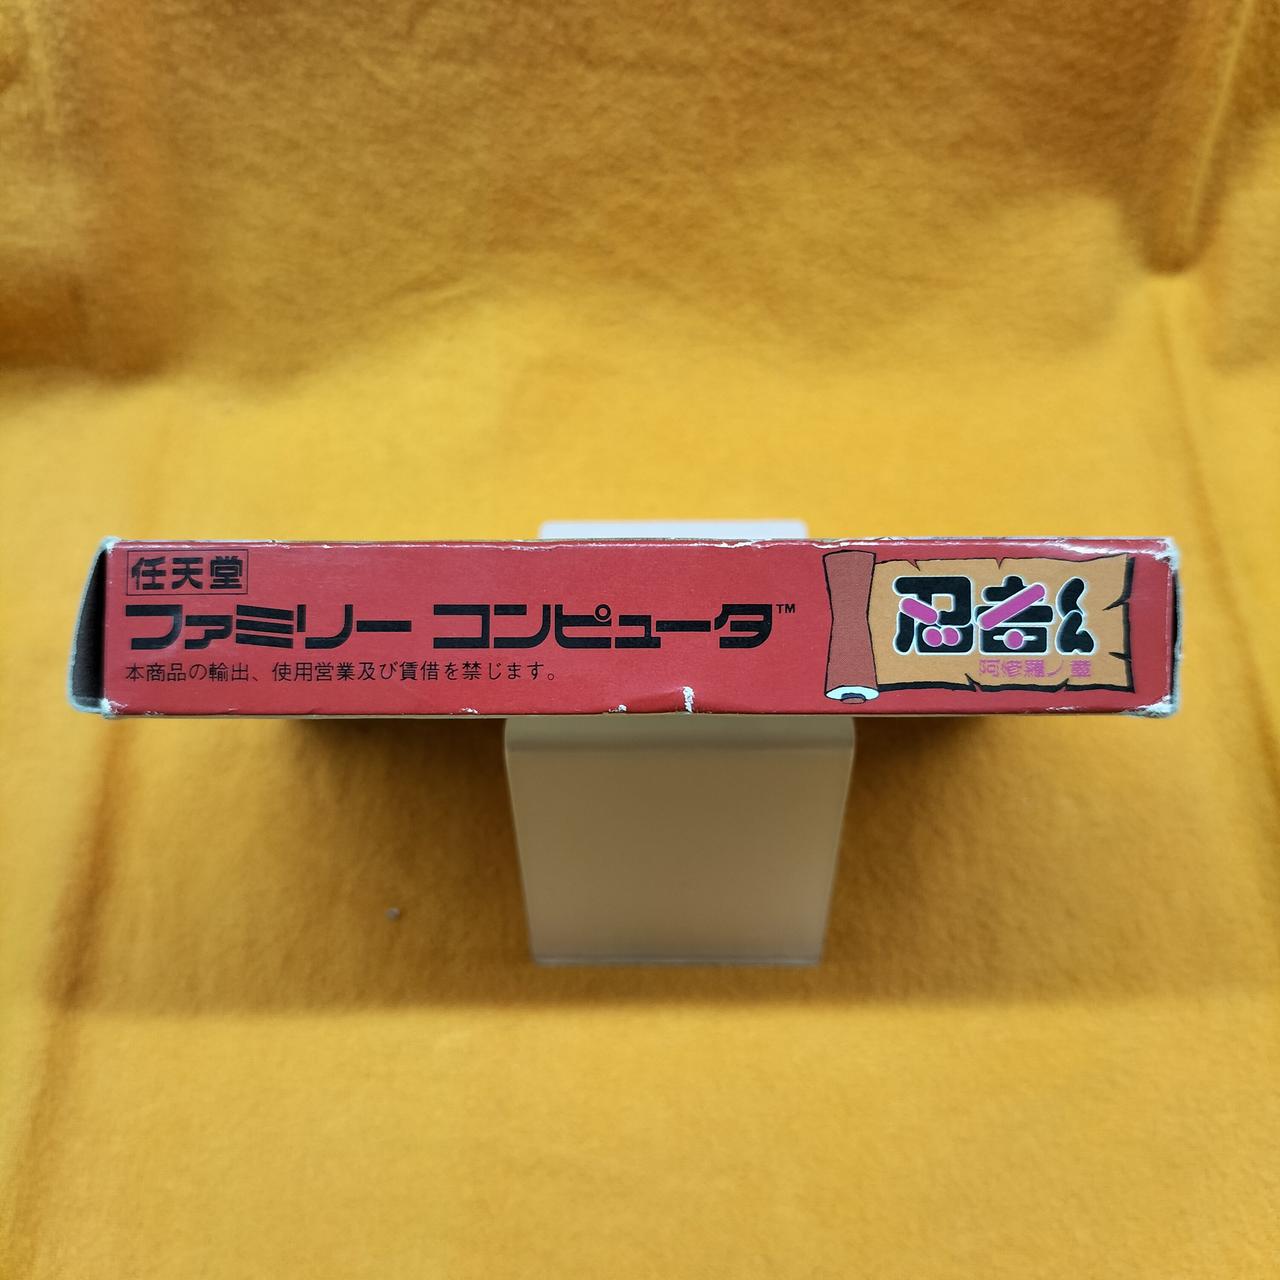 任天堂
ファミリー コンピュータ™
本商品の輸出、使用営業及び賃借を禁じます。
忍者くん
阿修羅ノ章